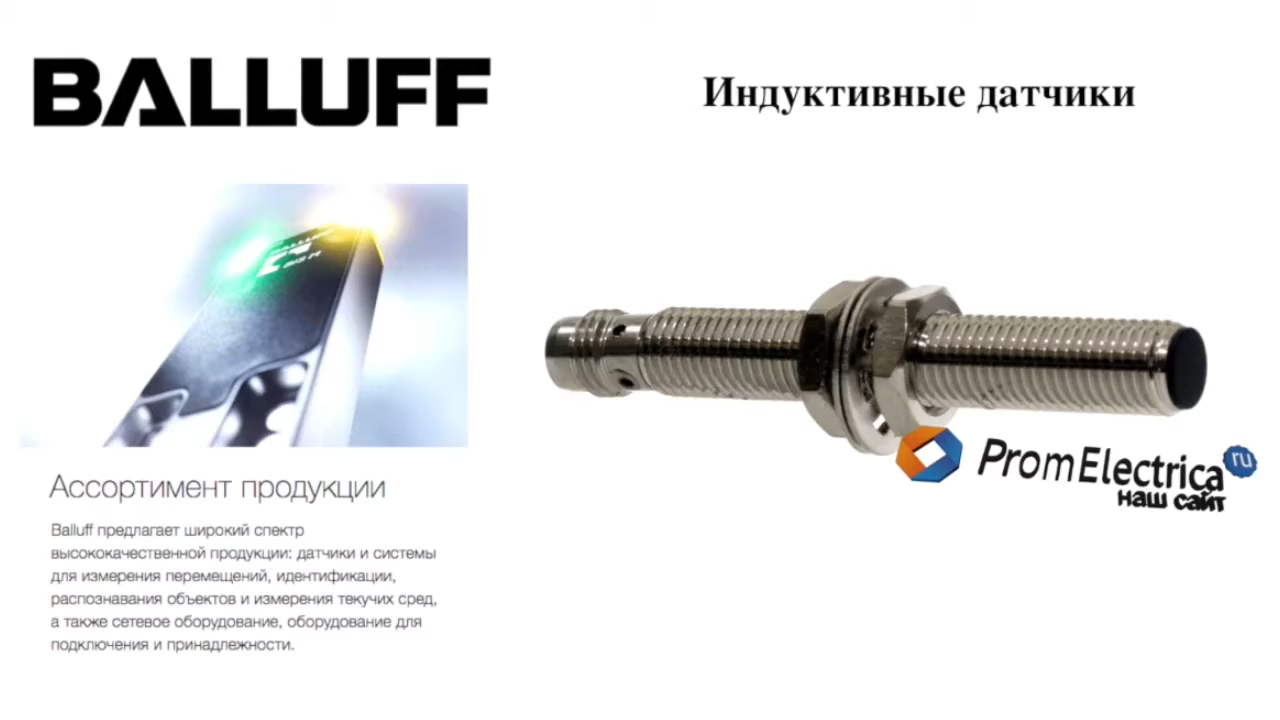 BALLUFF
Индуктивные датчики
BALLUFF
Ассортимент продукции
Balluff предлагает широкий спектр
высококачественной продукции: датчики и системы
для измерения перемещений, идентификации,
распознавания объектов и измерения текучих сред,
а также сетевое оборудование, оборудование для
подключения и принадлежности.
PromElectrica ru
наш сайт